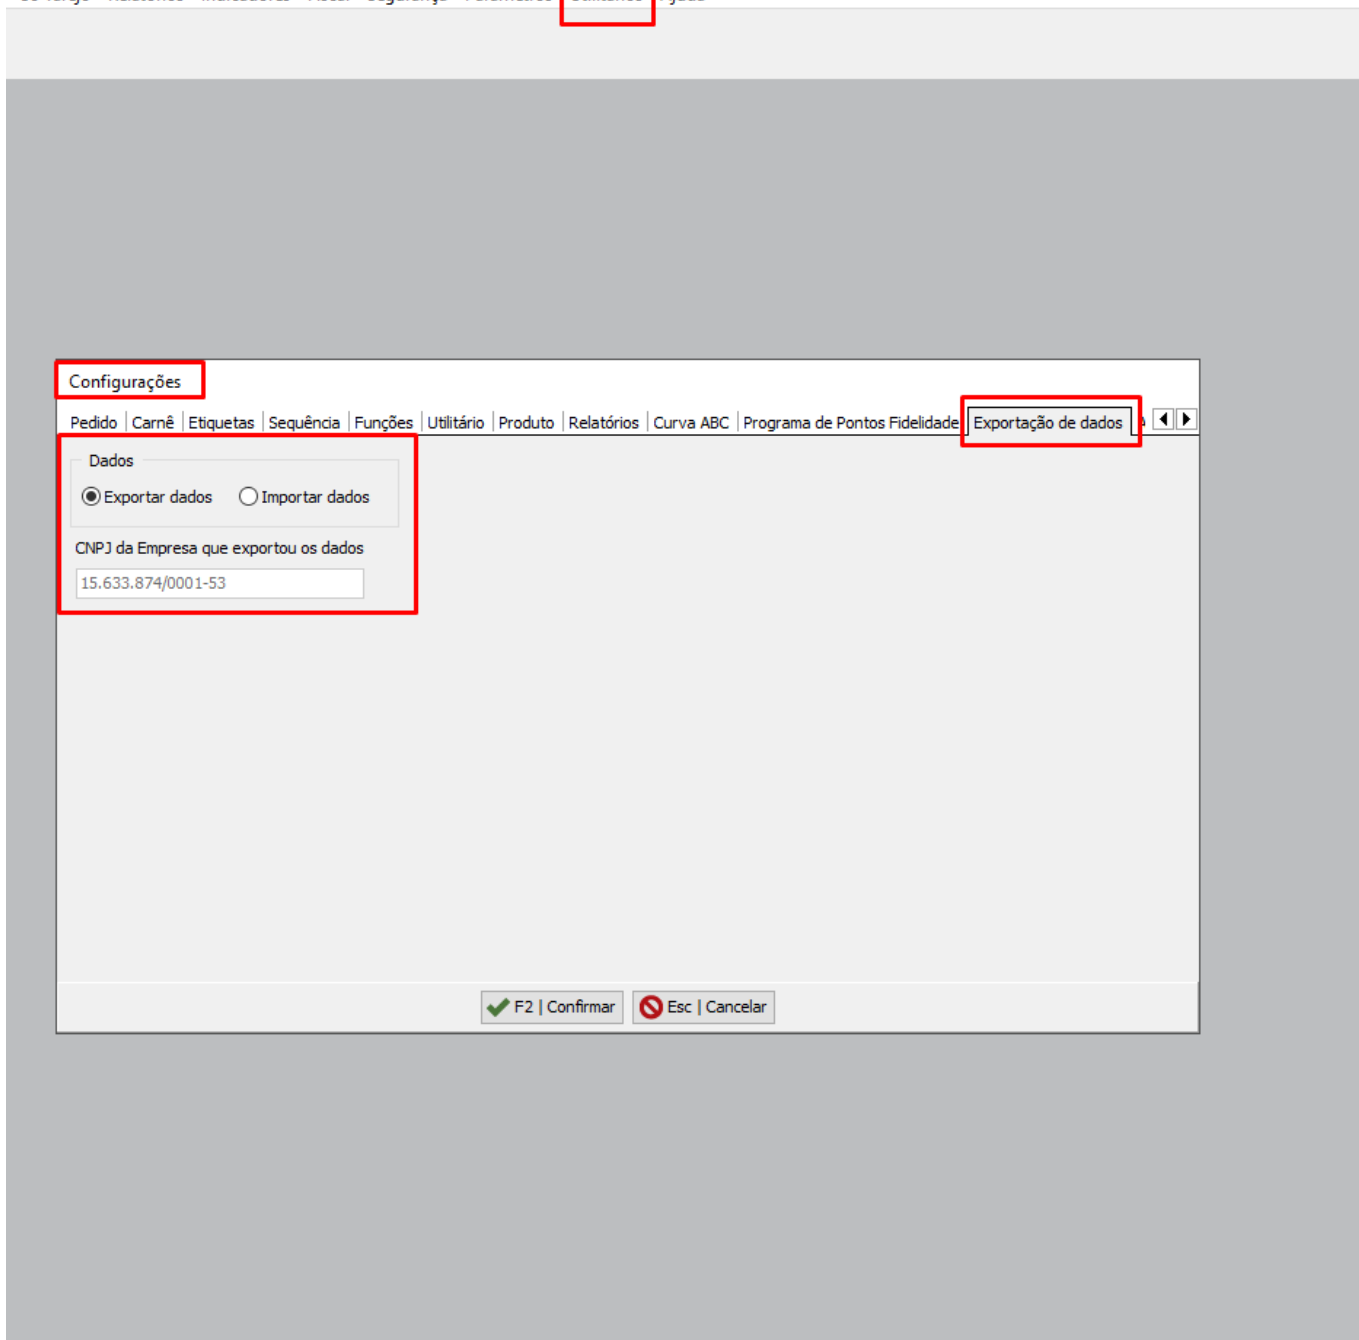 Configurações
Pedido Carnê Etiquetas Sequência Funções Utilitário Produto Relatórios Curva ABC Programa de Pontos Fidelidade Exportação de dados
Dados
Exportar dados Importar dados
CNPJ da Empresa que exportou os dados
15.633.874/0001-53
F2 | Confirmar Esc | Cancelar